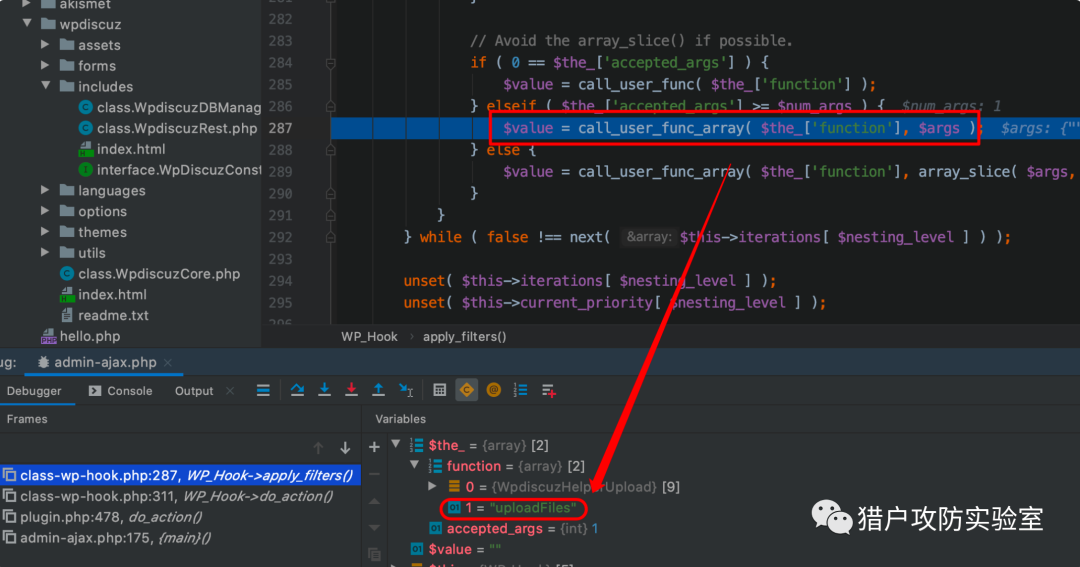 akismet
wpdiscuz
assets
forms
includes
class.WpdiscuzDBManag
class.WpdiscuzRest.php
index.html
interface.WpDiscuzConst
languages
options
themes
utils
class.WpdiscuzCore.php
index.html
readme.txt
hello.php
282
283 // Avoid the array_slice() if possible.
284 if ( 0 == $the_['accepted_args'] ) {
285 $value = call_user_func( $the_['function'] );
286 } elseif ( $the_['accepted_args'] >= $num_args ) { $num_args: 1
287 $value = call_user_func_array( $the_['function'], $args ); $args: {""
288 } else {
289 $value = call_user_func_array( $the_['function'], array_slice( $args,
290 }
291 }
292 } while ( false !== next( &array: $this->iterations[ $nesting_level ] ) );
293
294 unset( $this->iterations[ $nesting_level ] );
295 unset( $this->current_priority[ $nesting_level ] );
296
WP_Hook › apply_filters()
ug: admin-ajax.php ×
Debugger Console Output ×
Frames
class-wp-hook.php:287, WP_Hook->apply_filters()
class-wp-hook.php:311, WP_Hook->do_action()
plugin.php:478, do_action()
admin-ajax.php:175, {main}()
Variables
$the_ = {array} [2]
function = {array} [2]
0 = {WpdiscuzHelperUpload} [9]
1 = "uploadFiles"
accepted_args = {int} 1
$value = ""
猎户攻防实验室